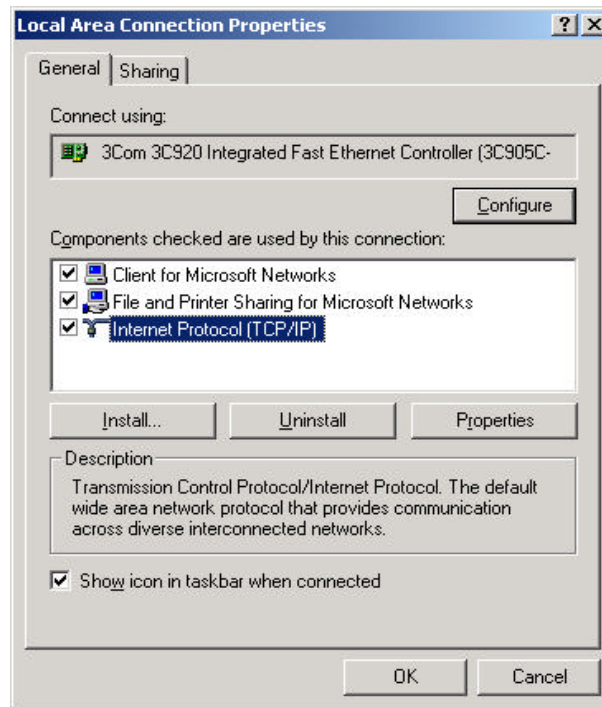 Local Area Connection Properties
General
Sharing
Connect using:
3Com 3C920 Integrated Fast Ethernet Controller (3C905C-
Configure
Components checked are used by this connection:
Client for Microsoft Networks
File and Printer Sharing for Microsoft Networks
Internet Protocol (TCP/IP)
Install...
Uninstall
Properties
Description
Transmission Control Protocol/Internet Protocol. The default
wide area network protocol that provides communication
across diverse interconnected networks.
Show icon in taskbar when connected
OK
Cancel